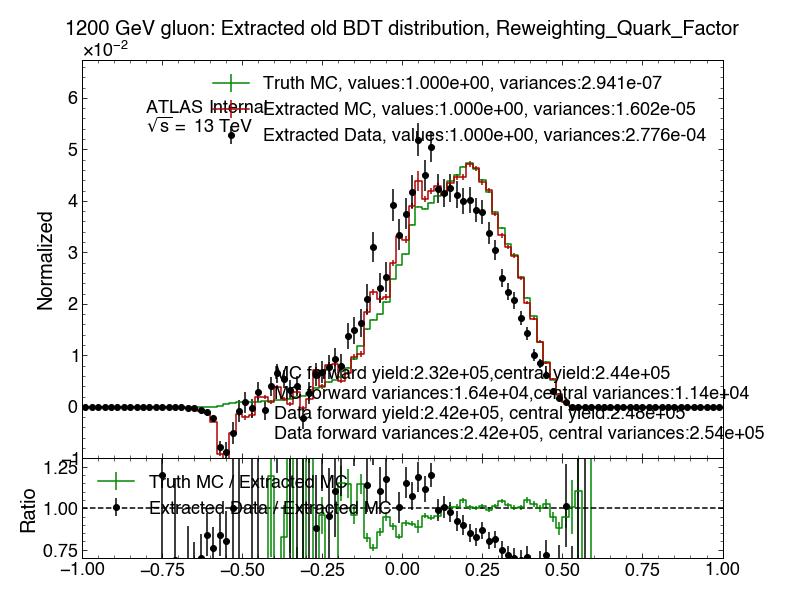 1200 GeV gluon: Extracted old BDT distribution, Reweighting_Quark_Factor
×10⁻²
Truth MC, values:1.000e+00, variances:2.941e-07
ATLAS Internal
Extracted MC, values:1.000e+00, variances:1.602e-05
√s = 13 TeV
Extracted Data, values:1.000e+00, variances:2.776e-04
Normalized
6
5
4
3
2
1
0
−1
MC forward yield:2.32e+05,central yield:2.44e+05
MC forward variances:1.64e+04,central variances:1.14e+04
Data forward yield:2.42e+05, central yield:2.48e+05
Data forward variances:2.42e+05, central variances:2.54e+05
Ratio
1.25
1.00
0.75
Truth MC / Extracted MC
Extracted Data / Extracted MC
−1.00 −0.75 −0.50 −0.25 0.00 0.25 0.50 0.75 1.00